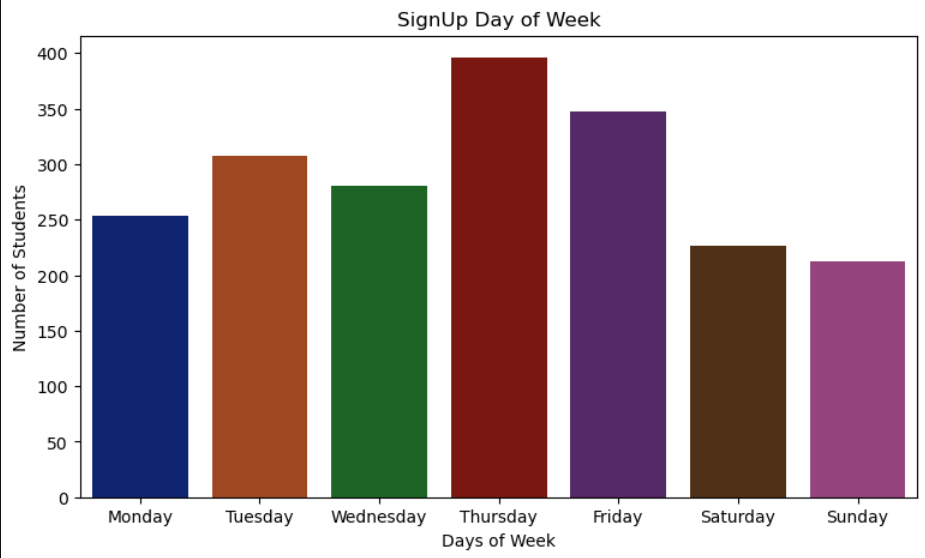 SignUp Day of Week
400
350
300
250
200
150
100
50
0
Number of Students
Monday Tuesday Wednesday Thursday Friday Saturday Sunday
Days of Week